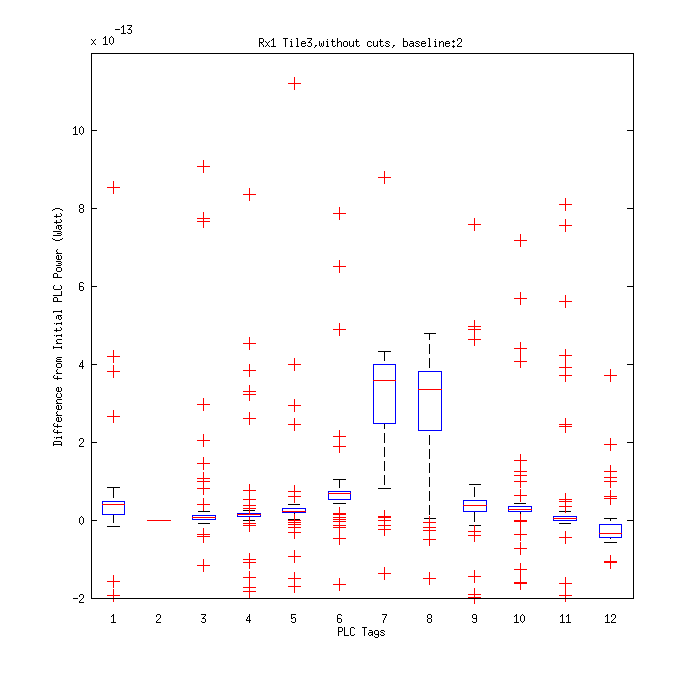 x 10-13
Rx1 Tile3,without cuts, baseline:2
10
8
6
4
2
0
-2
Difference from Initial PLC Power (Watt)
1 2 3 4 5 6 7 8 9 10 11 12
PLC Tags